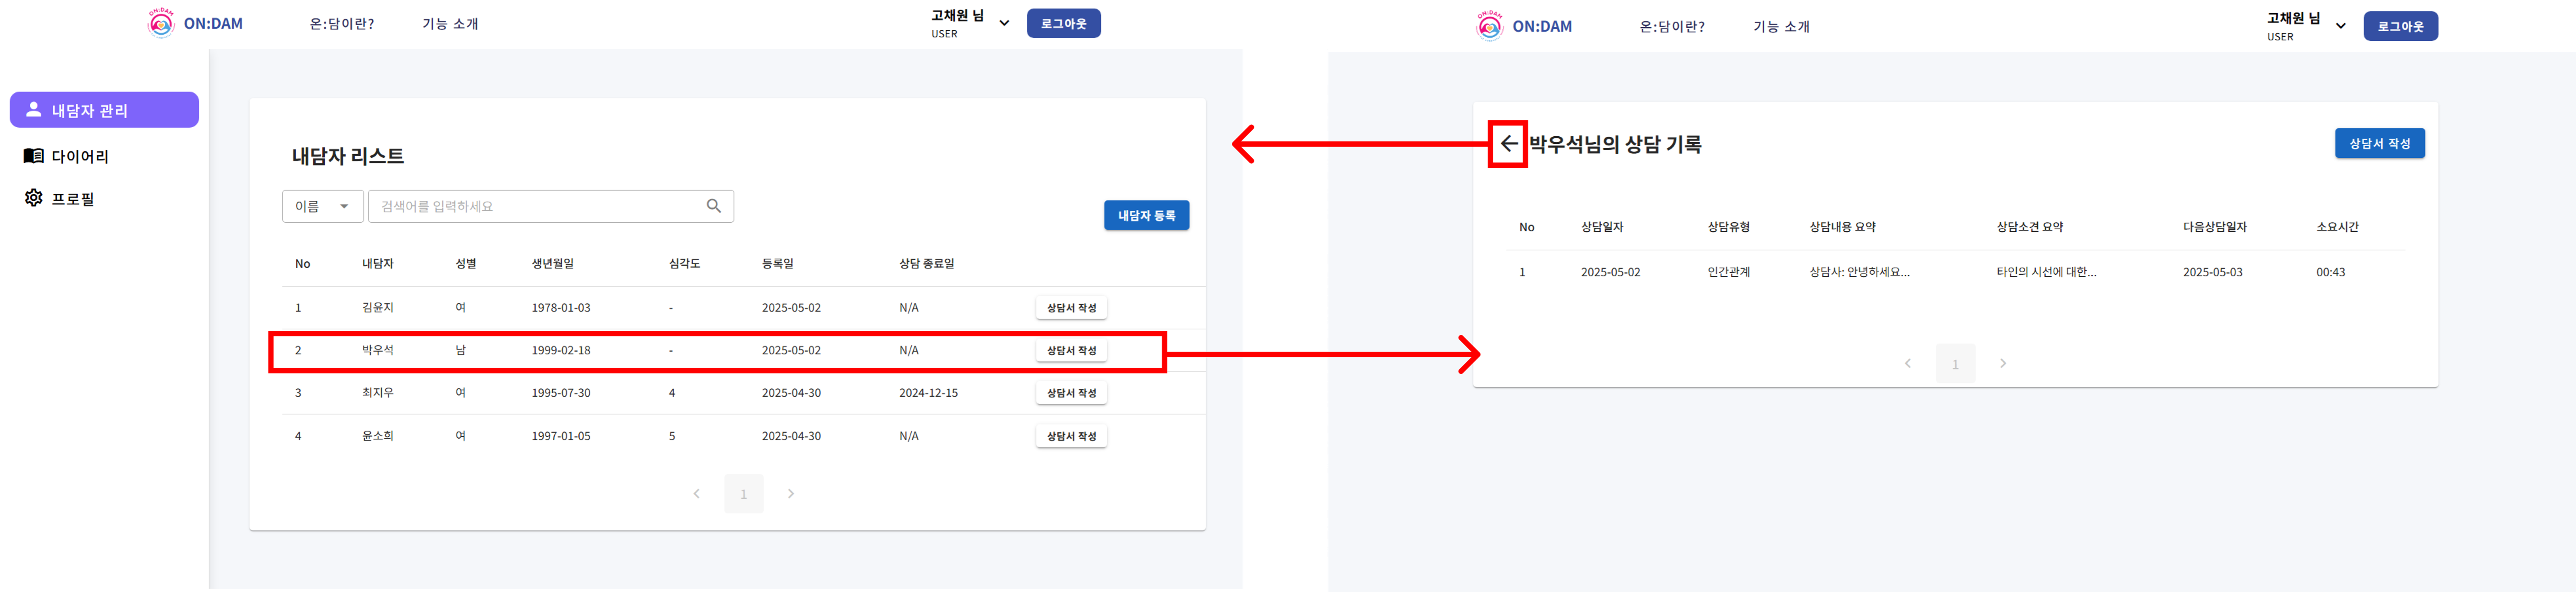 ON:DAM
ON:DAM 온:담이란? 기능 소개 고채원 님 로그아웃
USER
내담자 관리
다이어리
프로필
내담자 리스트
이름 검색어를 입력하세요
내담자 등록
No 내담자 성별 생년월일 심각도 등록일 상담 종료일
1 김윤지 여 1978-01-03 - 2025-05-02 N/A 상담서 작성
2 박우석 남 1999-02-18 - 2025-05-02 N/A 상담서 작성
3 최지우 여 1995-07-30 4 2025-04-30 2024-12-15 상담서 작성
4 윤소희 여 1997-01-05 5 2025-04-30 N/A 상담서 작성
1
ON:DAM
ON:DAM 온:담이란? 기능 소개 고채원 님 로그아웃
USER
박우석님의 상담 기록 상담서 작성
No 상담일자 상담유형 상담내용 요약 상담소견 요약 다음상담일자 소요시간
1 2025-05-02 인간관계 상담사: 안녕하세요... 타인의 시선에 대한... 2025-05-03 00:43
1